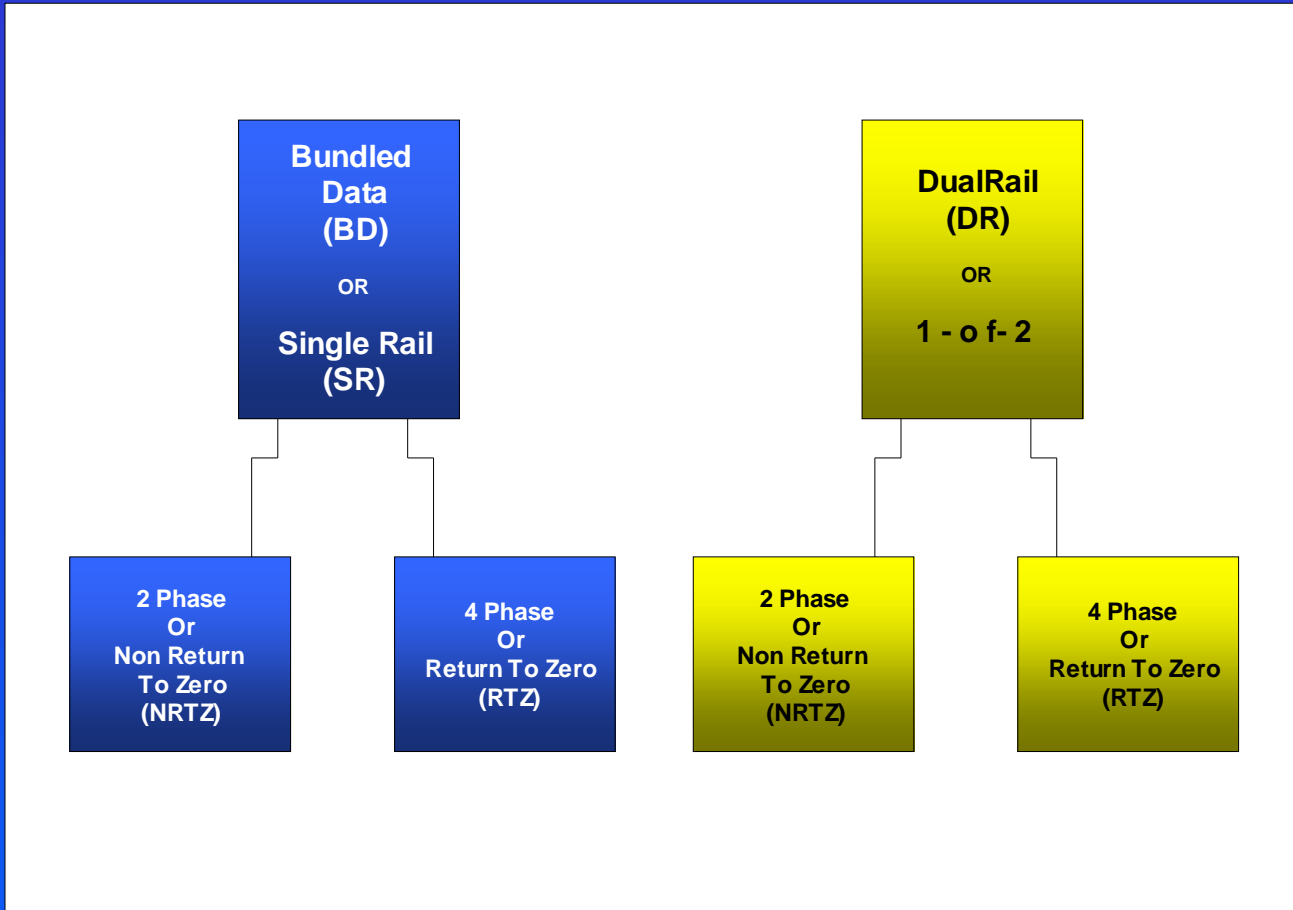 Bundled
Data
(BD)
OR
Single Rail
(SR)
DualRail
(DR)
OR
1 - o f- 2
2 Phase
Or
Non Return
To Zero
(NRTZ)
4 Phase
Or
Return To Zero
(RTZ)
2 Phase
Or
Non Return
To Zero
(NRTZ)
4 Phase
Or
Return To Zero
(RTZ)